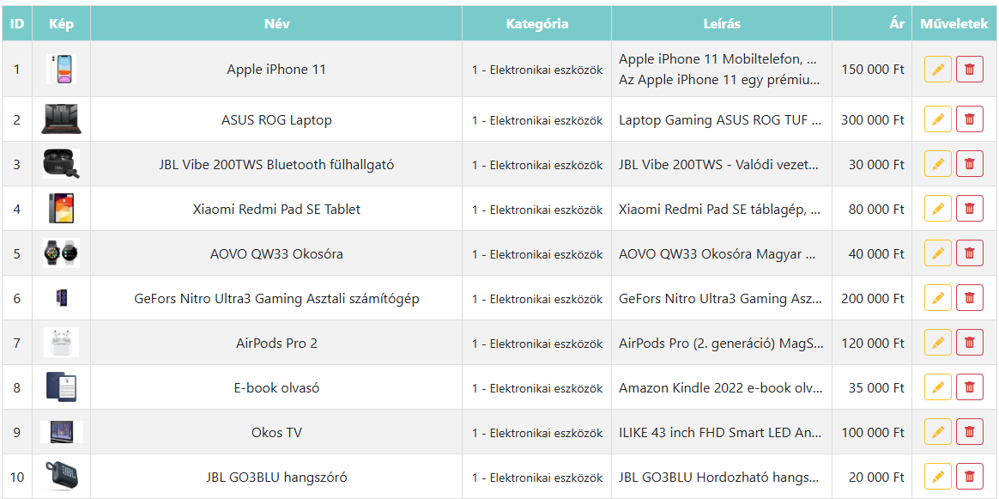 ID Kép Név Kategória Leírás Ár Műveletek
1 Apple iPhone 11 1 - Elektronikai eszközök Apple iPhone 11 Mobiltelefon, ... 150 000 Ft
Az Apple iPhone 11 egy prémiu...
2 ASUS ROG Laptop 1 - Elektronikai eszközök Laptop Gaming ASUS ROG TUF ... 300 000 Ft
3 JBL Vibe 200TWS Bluetooth fülhallgató 1 - Elektronikai eszközök JBL Vibe 200TWS - Valódi vezet... 30 000 Ft
4 Xiaomi Redmi Pad SE Tablet 1 - Elektronikai eszközök Xiaomi Redmi Pad SE táblagép, ... 80 000 Ft
5 AOVO QW33 Okosóra 1 - Elektronikai eszközök AOVO QW33 Okosóra Magyar ... 40 000 Ft
6 GeFors Nitro Ultra3 Gaming Asztali számítógép 1 - Elektronikai eszközök GeFors Nitro Ultra3 Gaming Asz... 200 000 Ft
7 AirPods Pro 2 1 - Elektronikai eszközök AirPods Pro (2. generáció) MagS... 120 000 Ft
8 E-book olvasó 1 - Elektronikai eszközök Amazon Kindle 2022 e-book olv... 35 000 Ft
9 Okos TV 1 - Elektronikai eszközök ILIKE 43 inch FHD Smart LED An... 100 000 Ft
10 JBL JBL GO3BLU hangszóró 1 - Elektronikai eszközök JBL GO3BLU Hordozható hangs... 20 000 Ft